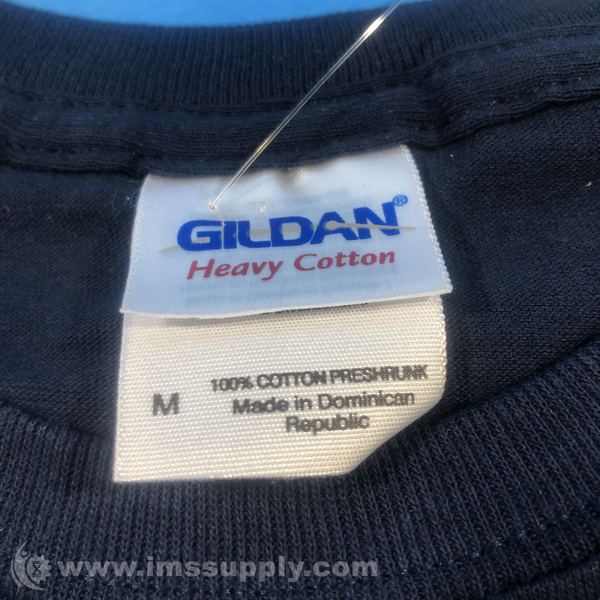 GILDAN®
Heavy Cotton
M
100% COTTON PRESHRUNK
Made in Dominican
Republic
www.imssupply.com